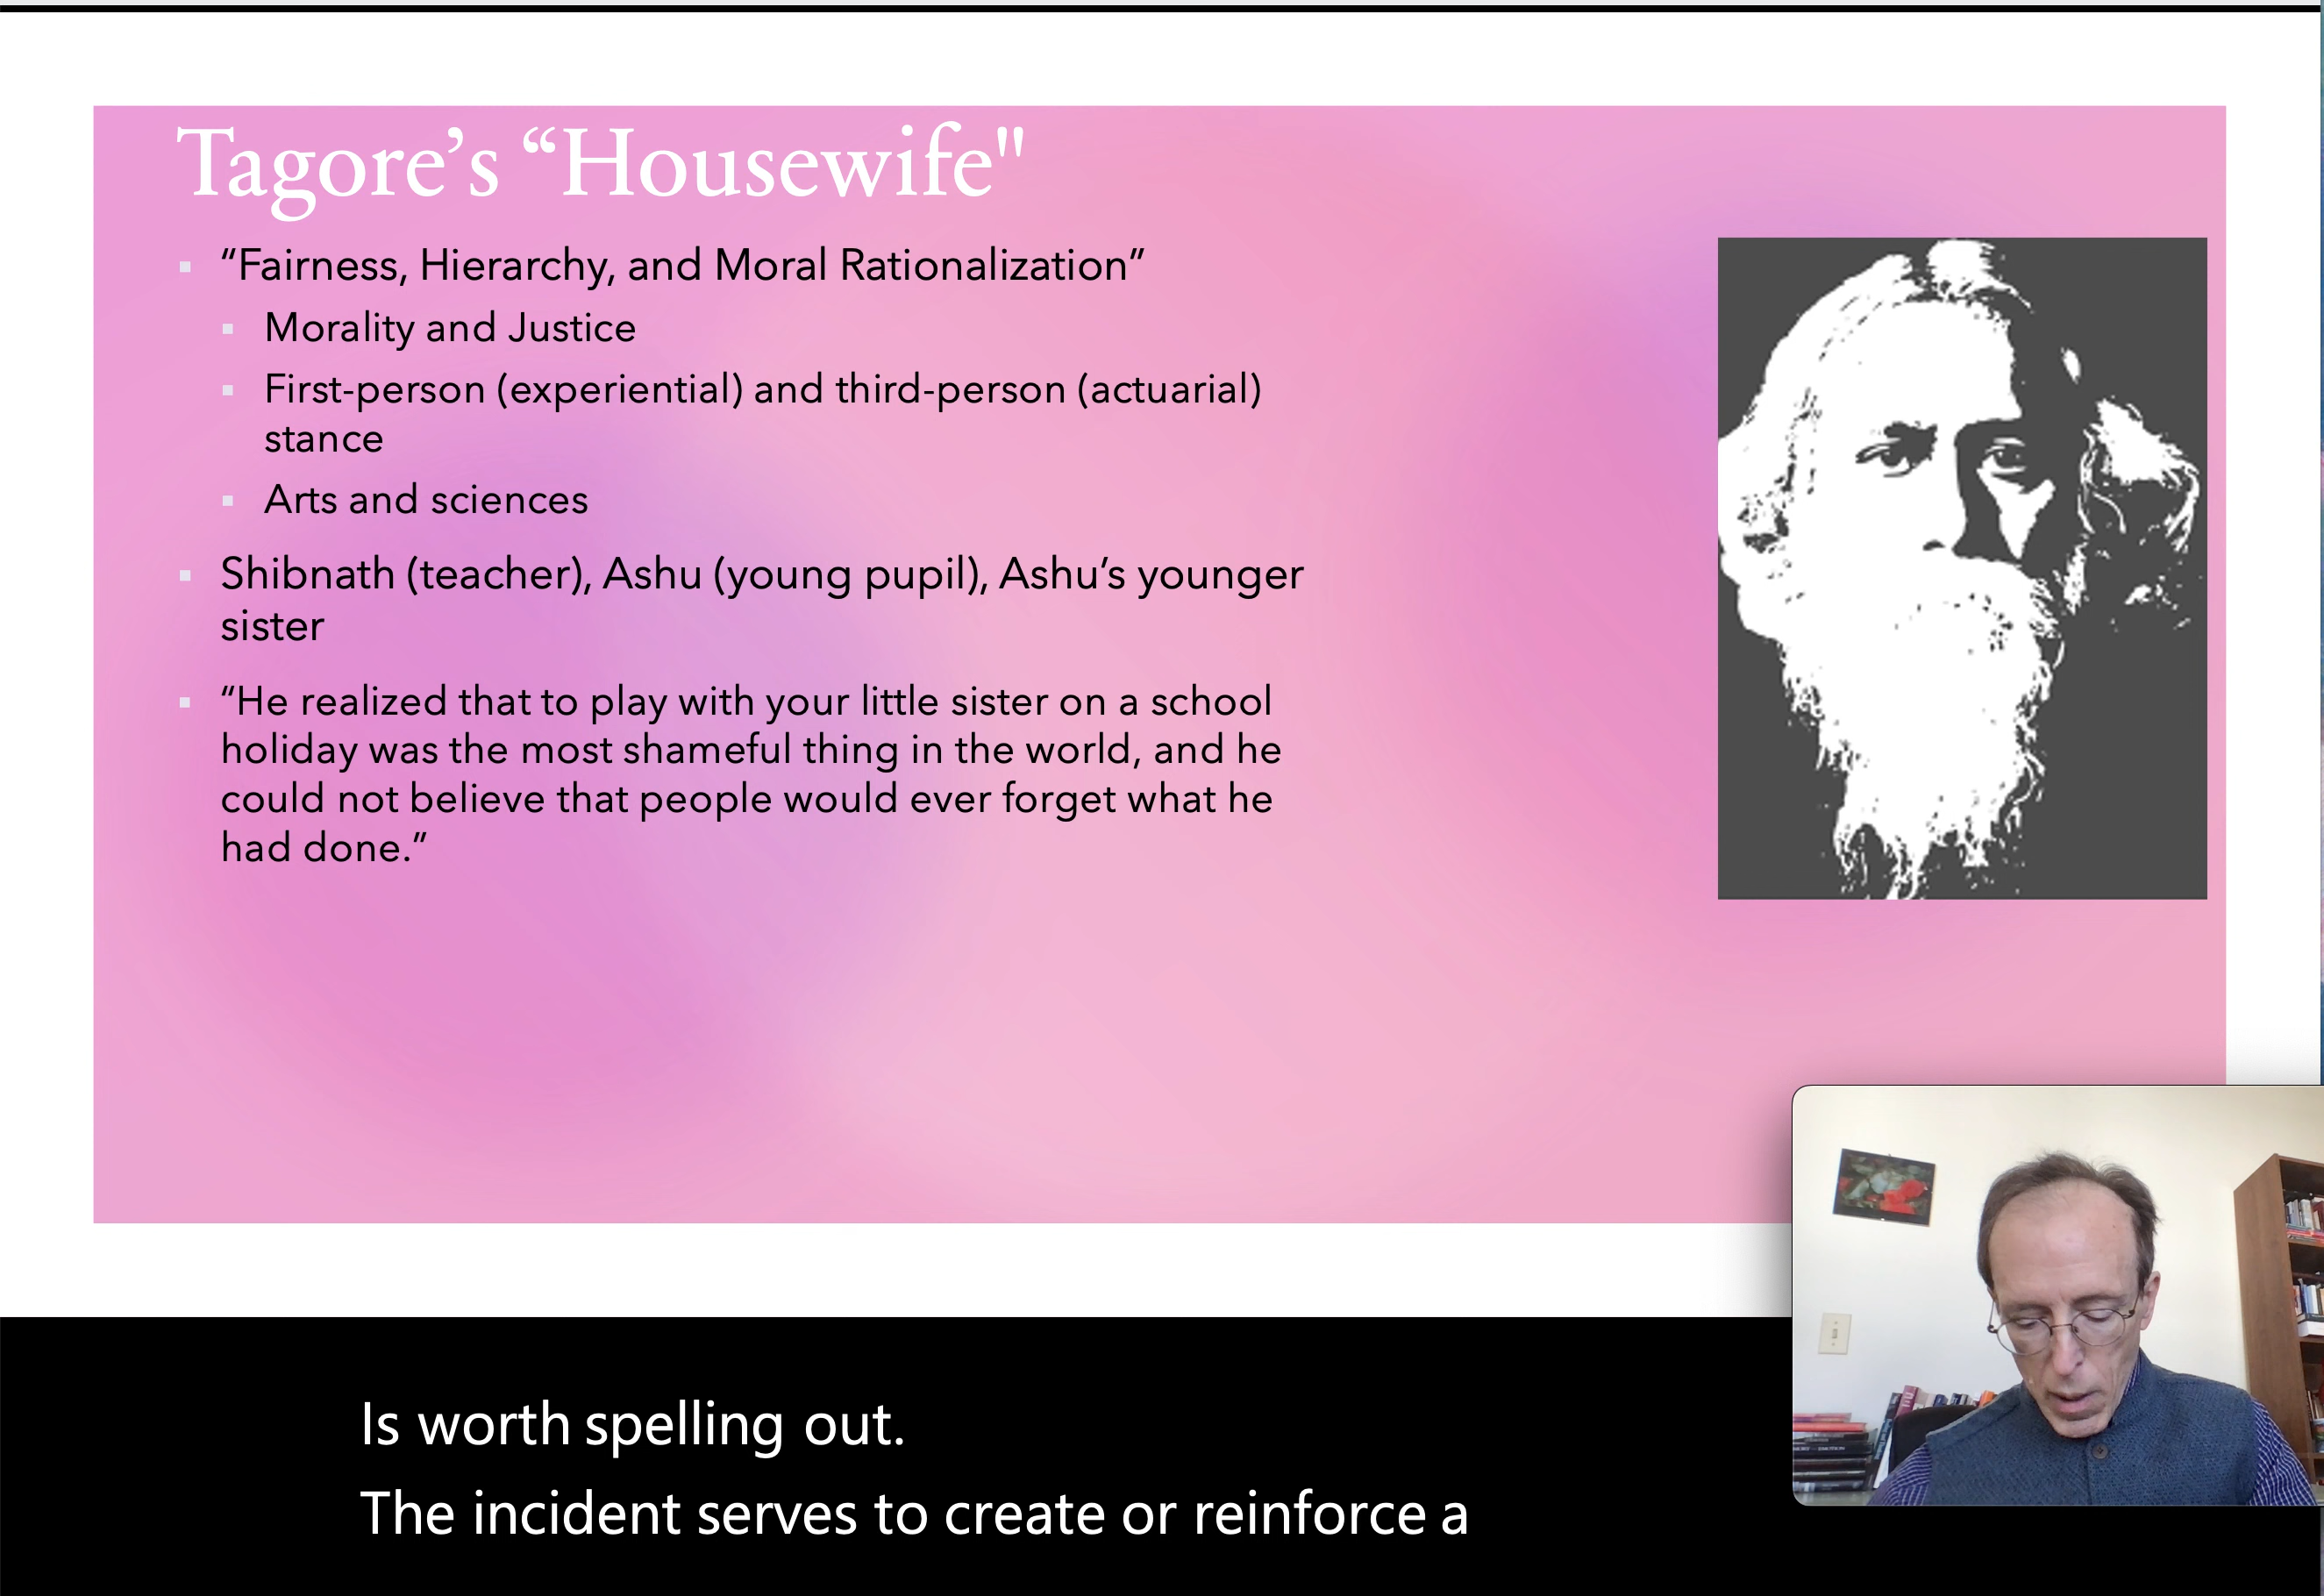 Tagore’s “Housewife"
“Fairness, Hierarchy, and Moral Rationalization”
Morality and Justice
First-person (experiential) and third-person (actuarial)
stance
Arts and sciences
Shibnath (teacher), Ashu (young pupil), Ashu’s younger
sister
“He realized that to play with your little sister on a school
holiday was the most shameful thing in the world, and he
could not believe that people would ever forget what he
had done.”
Is worth spelling out.
The incident serves to create or reinforce a